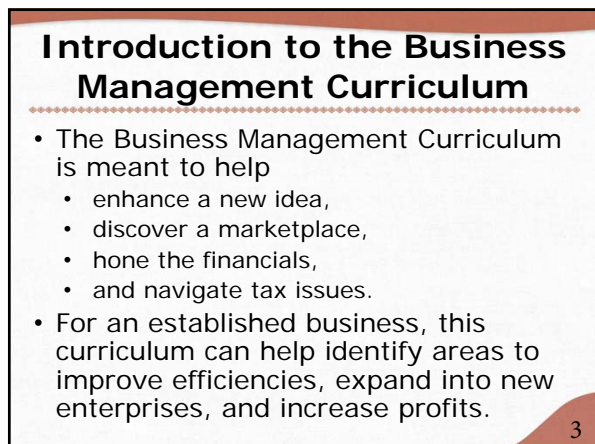 Introduction to the Business
Management Curriculum
• The Business Management Curriculum
is meant to help
• enhance a new idea,
• discover a marketplace,
• hone the financials,
• and navigate tax issues.
• For an established business, this
curriculum can help identify areas to
improve efficiencies, expand into new
enterprises, and increase profits.
3